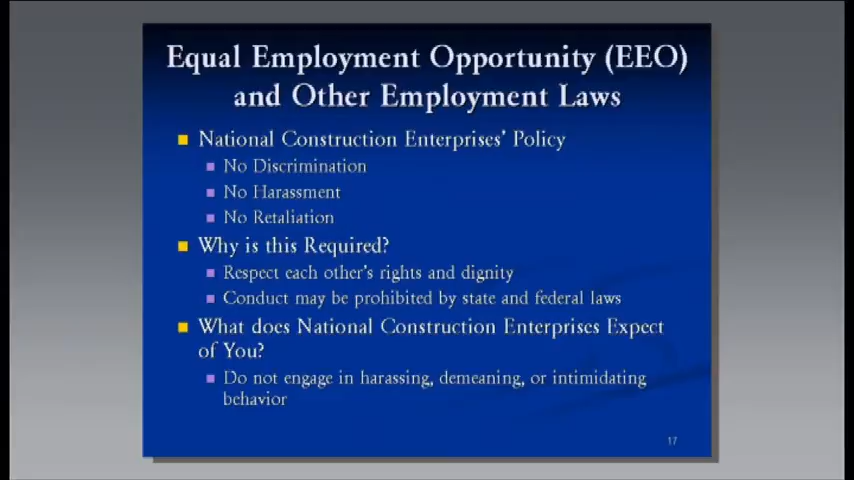 Equal Employment Opportunity (EEO)
and Other Employment Laws
National Construction Enterprises' Policy
No Discrimination
No Harassment
No Retaliation
Why is this Required?
Respect each other's rights and dignity
Conduct may be prohibited by state and federal laws
What does National Construction Enterprises Expect
of You?
Do not engage in harassing, demeaning, or intimidating
behavior
17